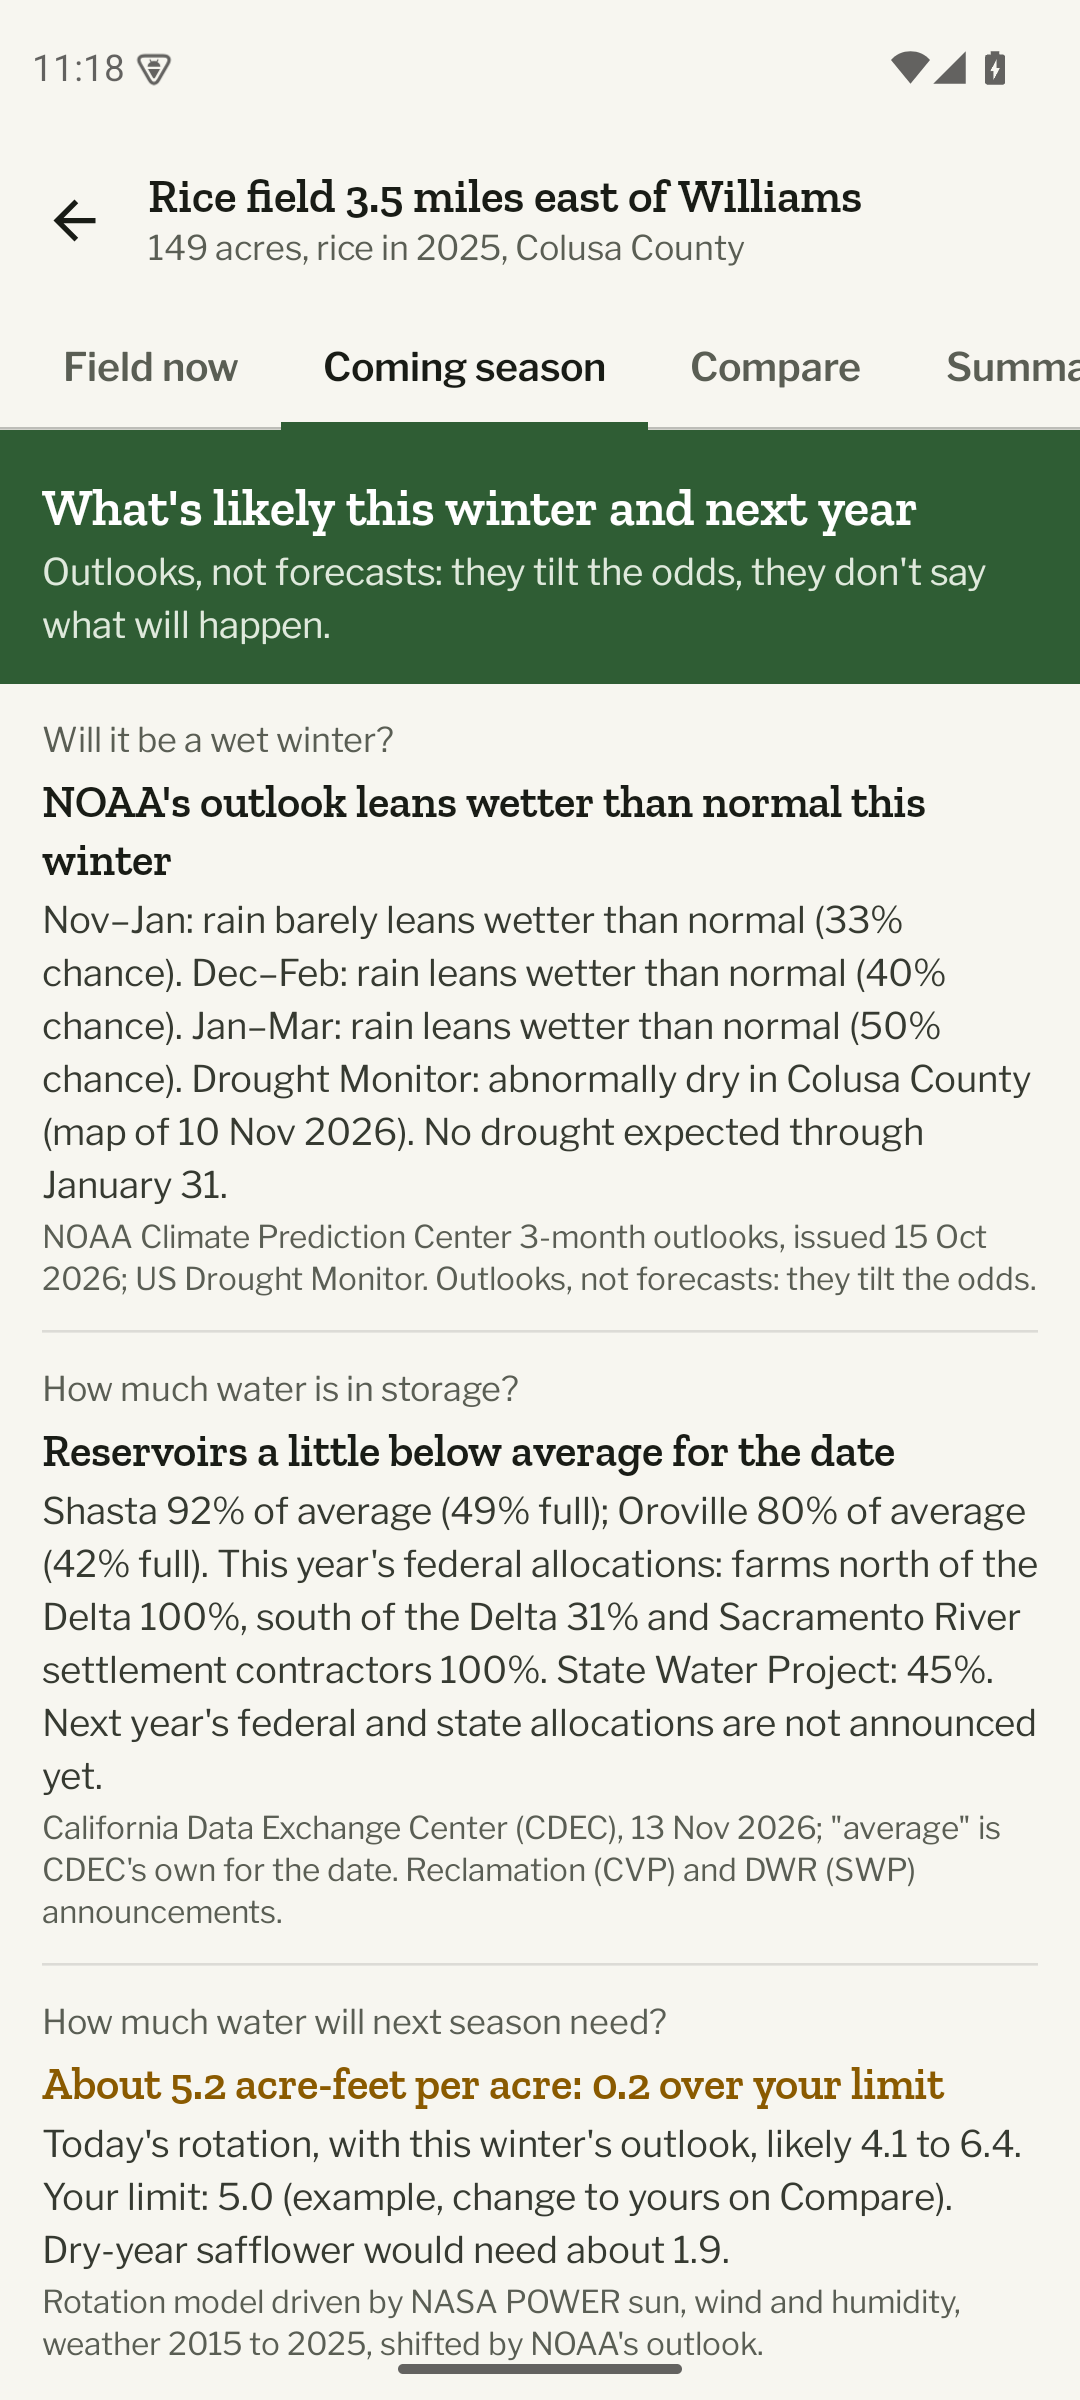 11:18
Rice field 3.5 miles east of Williams
149 acres, rice in 2025, Colusa County
Field now Coming season Compare Summa
What's likely this winter and next year
Outlooks, not forecasts: they tilt the odds, they don't say
what will happen.
Will it be a wet winter?
NOAA's outlook leans wetter than normal this
winter
Nov–Jan: rain barely leans wetter than normal (33%
chance). Dec–Feb: rain leans wetter than normal (40%
chance). Jan–Mar: rain leans wetter than normal (50%
chance). Drought Monitor: abnormally dry in Colusa County
(map of 10 Nov 2026). No drought expected through
January 31.
NOAA Climate Prediction Center 3-month outlooks, issued 15 Oct
2026; US Drought Monitor. Outlooks, not forecasts: they tilt the odds.
How much water is in storage?
Reservoirs a little below average for the date
Shasta 92% of average (49% full); Oroville 80% of average
(42% full). This year's federal allocations: farms north of the
Delta 100%, south of the Delta 31% and Sacramento River
settlement contractors 100%. State Water Project: 45%.
Next year's federal and state allocations are not announced
yet.
California Data Exchange Center (CDEC), 13 Nov 2026; "average" is
CDEC's own for the date. Reclamation (CVP) and DWR (SWP)
announcements.
How much water will next season need?
About 5.2 acre-feet per acre: 0.2 over your limit
Today's rotation, with this winter's outlook, likely 4.1 to 6.4.
Your limit: 5.0 (example, change to yours on Compare).
Dry-year safflower would need about 1.9.
Rotation model driven by NASA POWER sun, wind and humidity,
weather 2015 to 2025, shifted by NOAA's outlook.